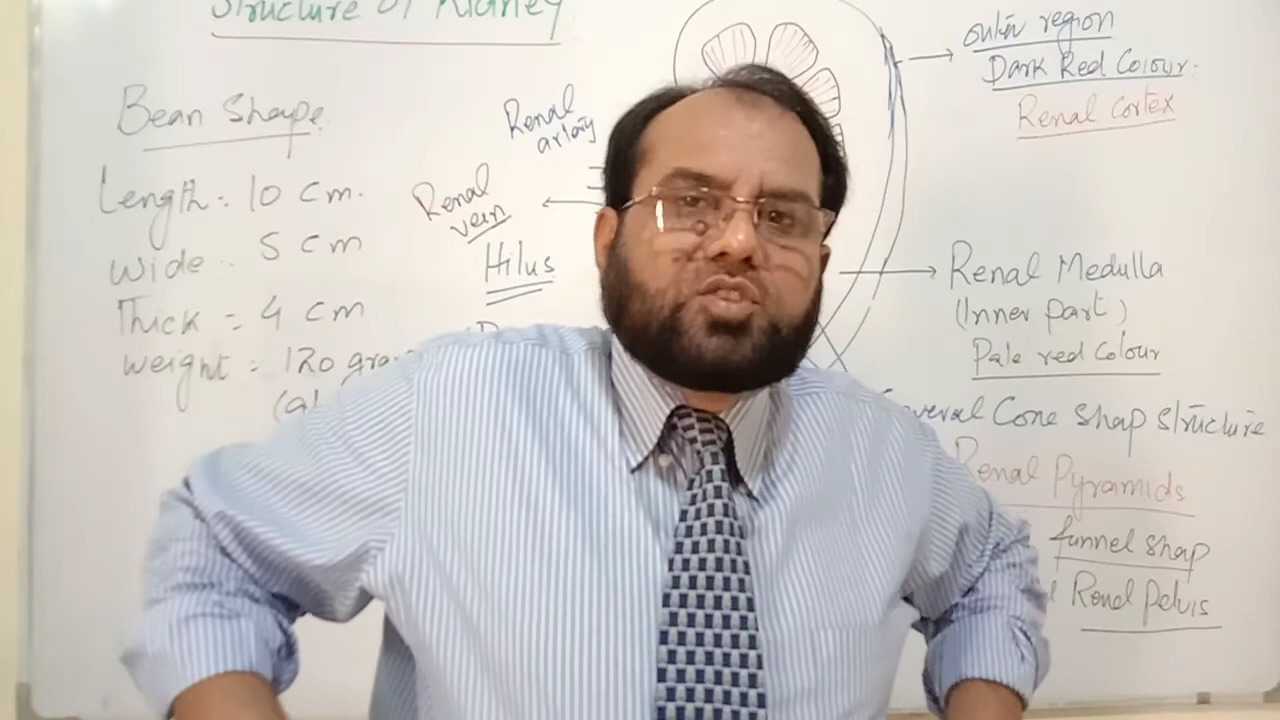 Structure of Kidney
Bean Shape
Length: 10 cm.
Wide : 5 cm
Thick = 4 cm
weight = 120
Renal
artery
Renal
vein
Hilus
outer region
Dark Red Colour.
Renal Cortex
Renal Medulla
(Inner part)
Pale red colour
Cone Shap Structure
Renal Pyramids
funnel Shap
Renal Pelvis